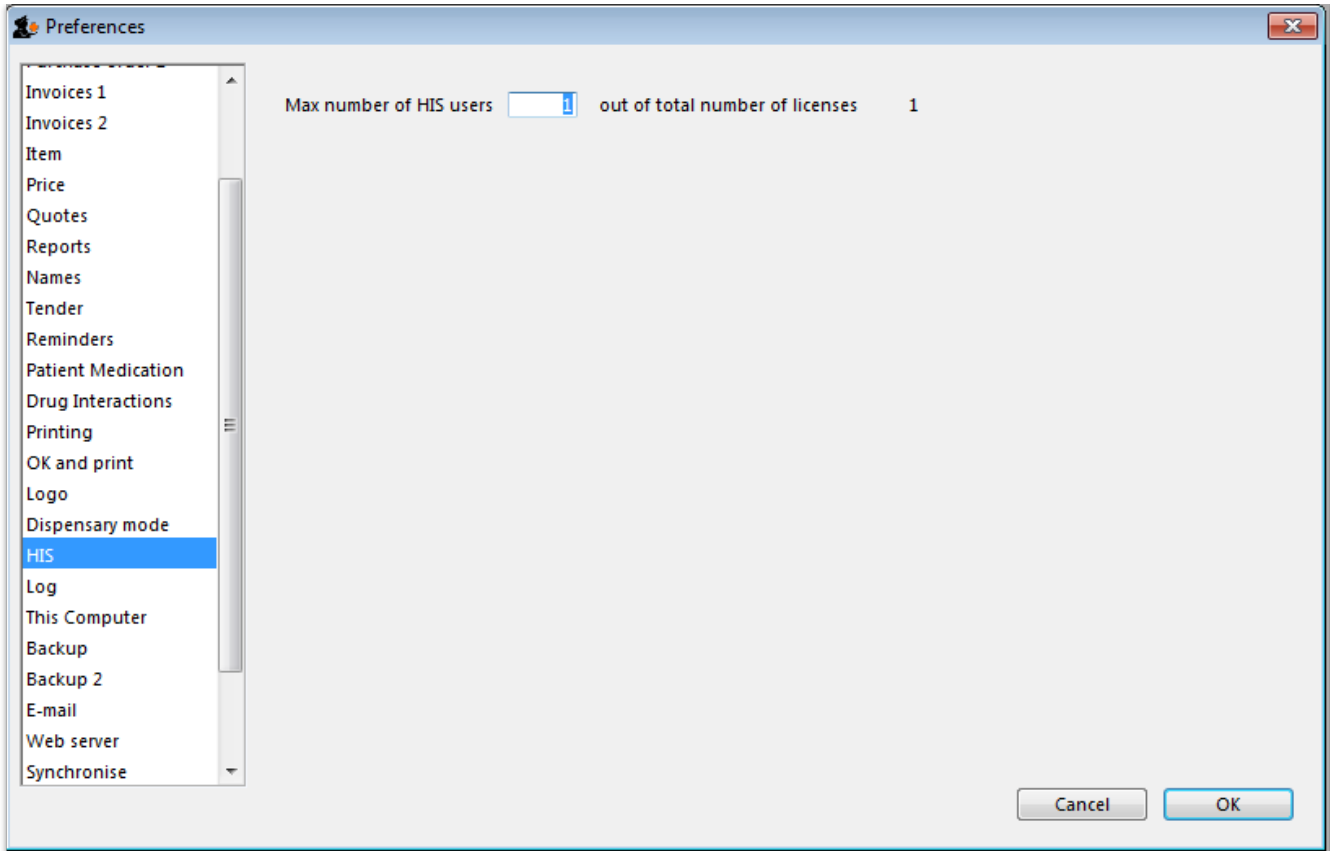 Preferences
Invoices 1
Max number of HIS users 1 out of total number of licenses 1
Invoices 2
Item
Price
Quotes
Reports
Names
Tender
Reminders
Patient Medication
Drug Interactions
Printing
OK and print
Logo
Dispensary mode
HIS
Log
This Computer
Backup
Backup 2
E-mail
Web server
Synchronise
Cancel OK